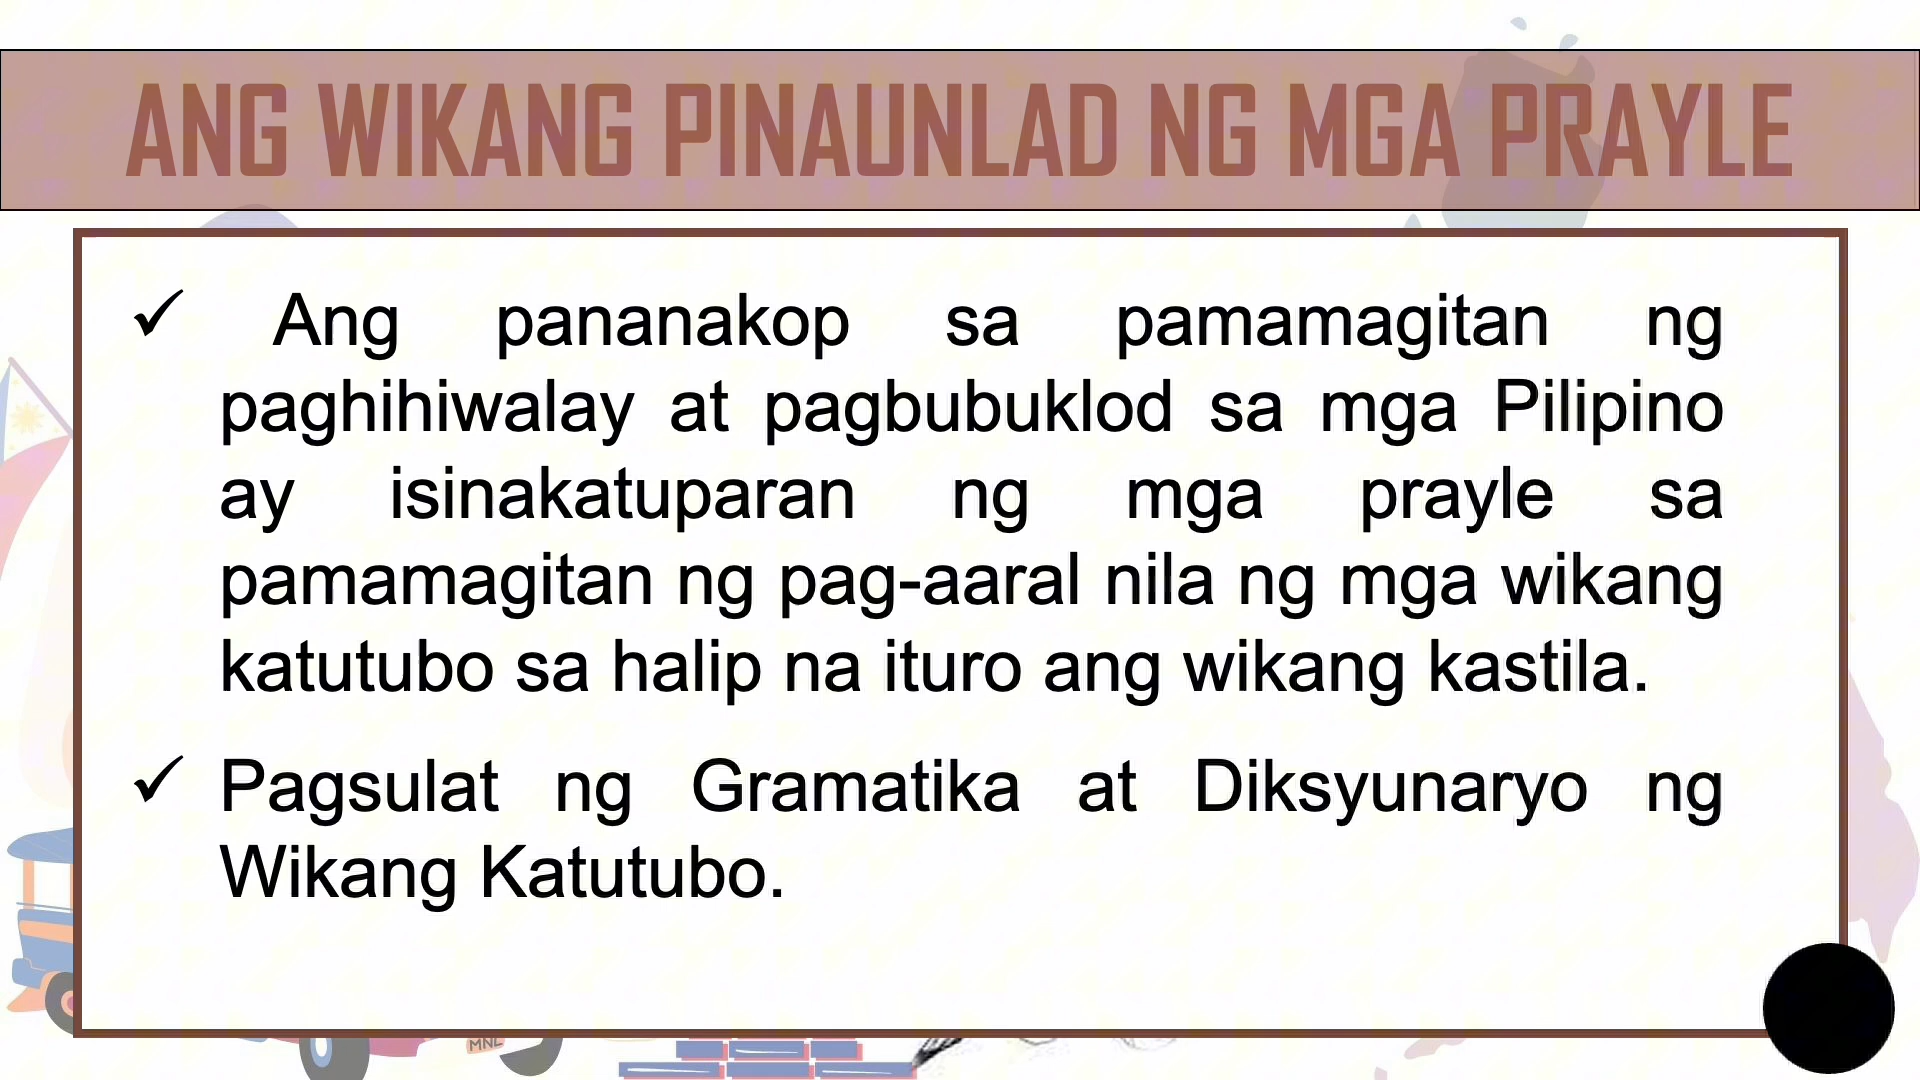 ANG WIKANG PINAUNLAD NG MGA PRAYLE
✓ Ang pananakop sa pamamagitan ng
paghihiwalay at pagbubuklod sa mga Pilipino
ay isinakatuparan ng mga prayle sa
pamamagitan ng pag-aaral nila ng mga wikang
katutubo sa halip na ituro ang wikang kastila.
✓ Pagsulat ng Gramatika at Diksyunaryo ng
Wikang Katutubo.
MNL